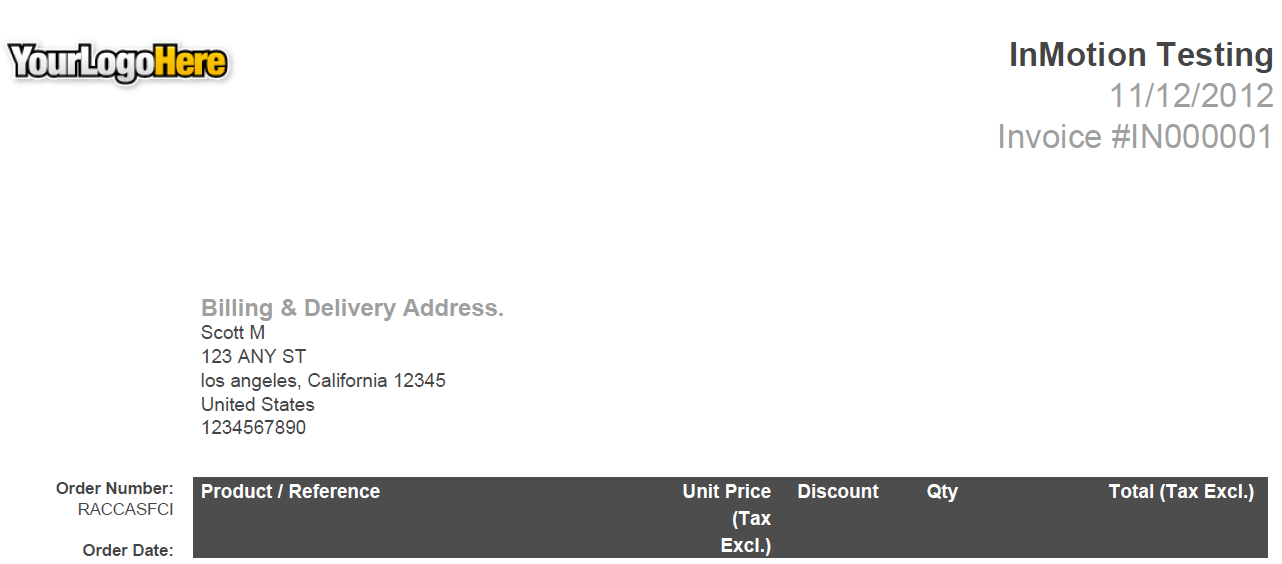 YourLogoHere
InMotion Testing
11/12/2012
Invoice #IN000001
Billing & Delivery Address.
Scott M
123 ANY ST
los angeles, California 12345
United States
1234567890
Order Number:
RACCASFCI
Order Date:
Product / Reference
Unit Price
(Tax
Excl.)
Discount
Qty
Total (Tax Excl.)